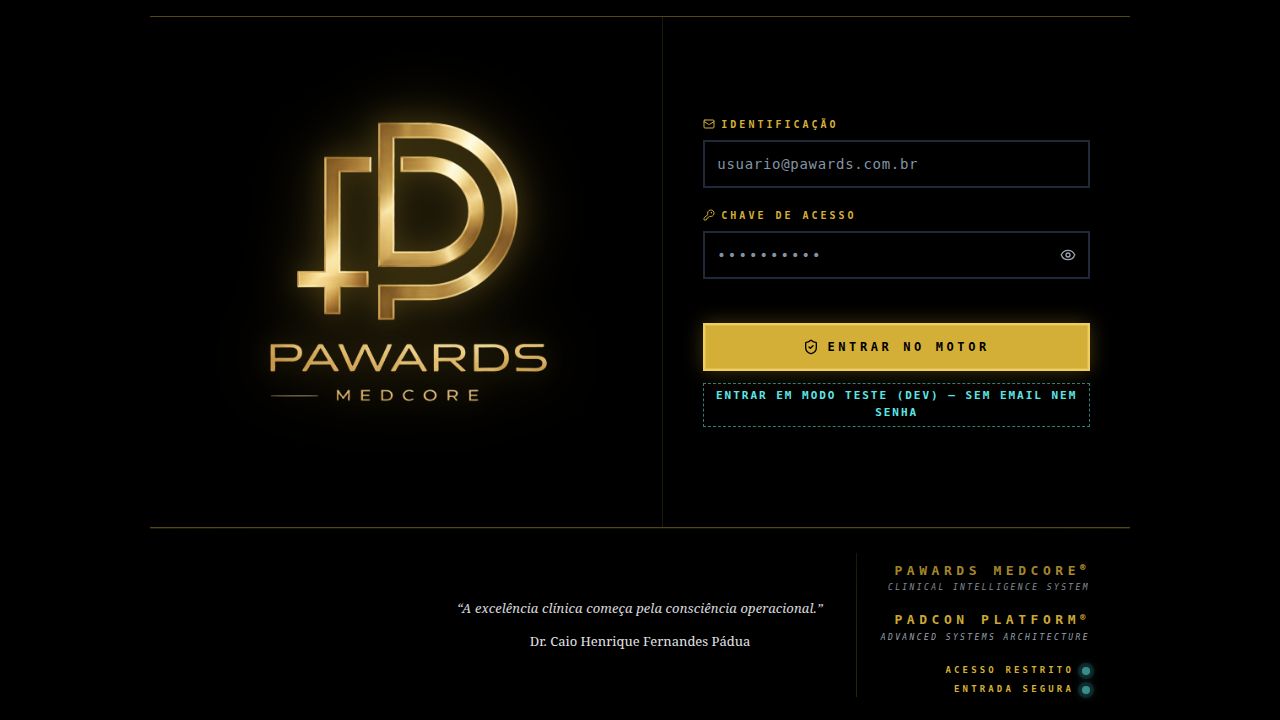 PAWARDS
MEDCORE
IDENTIFICAÇÃO
usuario@pawards.com.br
CHAVE DE ACESSO
••••••••••
ENTRAR NO MOTOR
ENTRAR EM MODO TESTE (DEV) — SEM EMAIL NEM
SENHA
“A excelência clínica começa pela consciência operacional.”
Dr. Caio Henrique Fernandes Pádua
PAWARDS MEDCORE®
CLINICAL INTELLIGENCE SYSTEM
PADCON PLATFORM®
ADVANCED SYSTEMS ARCHITECTURE
ACESSO RESTRITO
ENTRADA SEGURA